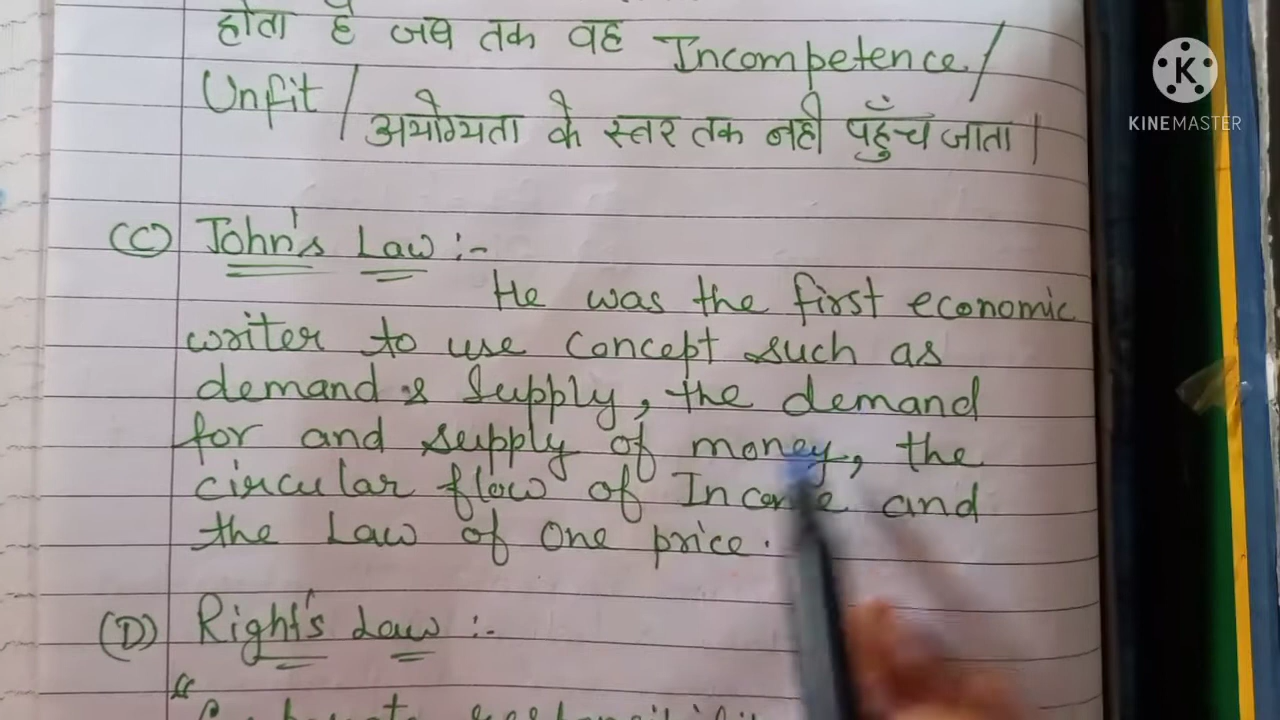 होता है जब तक वह Incompetence/
Unfit / अयोग्यता के स्तर तक नही पहुँच जाता।
K
KINEMASTER
(C) John's Law :-
He was the first economic
writer to use concept such as
demand & Supply, the demand
for and supply of money, the
circular flow of Income and
the Law of One price.
(D) Right's Law :-
"